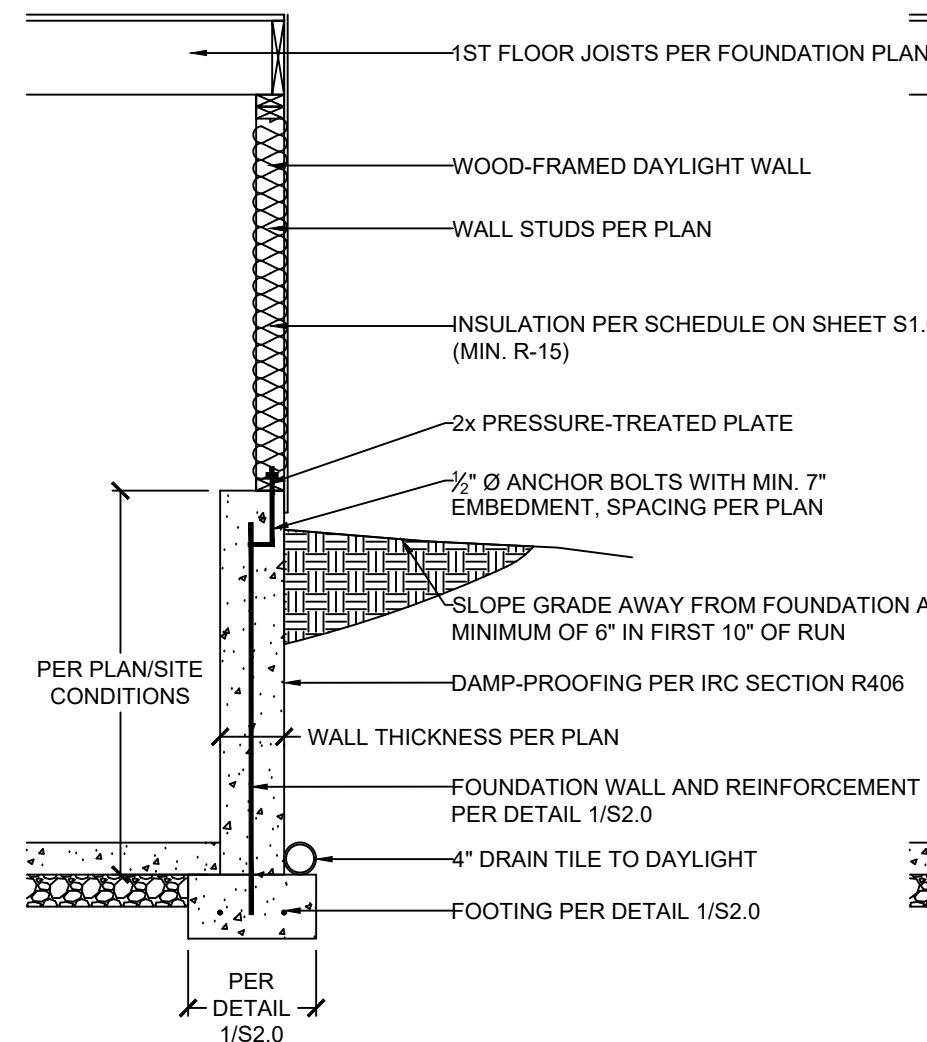 1ST FLOOR JOISTS PER FOUNDATION PLAN
WOOD-FRAMED DAYLIGHT WALL
WALL STUDS PER PLAN
INSULATION PER SCHEDULE ON SHEET S1.
(MIN. R-15)
2x PRESSURE-TREATED PLATE
½" Ø ANCHOR BOLTS WITH MIN. 7"
EMBEDMENT, SPACING PER PLAN
SLOPE GRADE AWAY FROM FOUNDATION A
MINIMUM OF 6" IN FIRST 10" OF RUN
PER PLAN/SITE
CONDITIONS
DAMP-PROOFING PER IRC SECTION R406
WALL THICKNESS PER PLAN
FOUNDATION WALL AND REINFORCEMENT
PER DETAIL 1/S2.0
4" DRAIN TILE TO DAYLIGHT
FOOTING PER DETAIL 1/S2.0
PER
DETAIL
1/S2.0